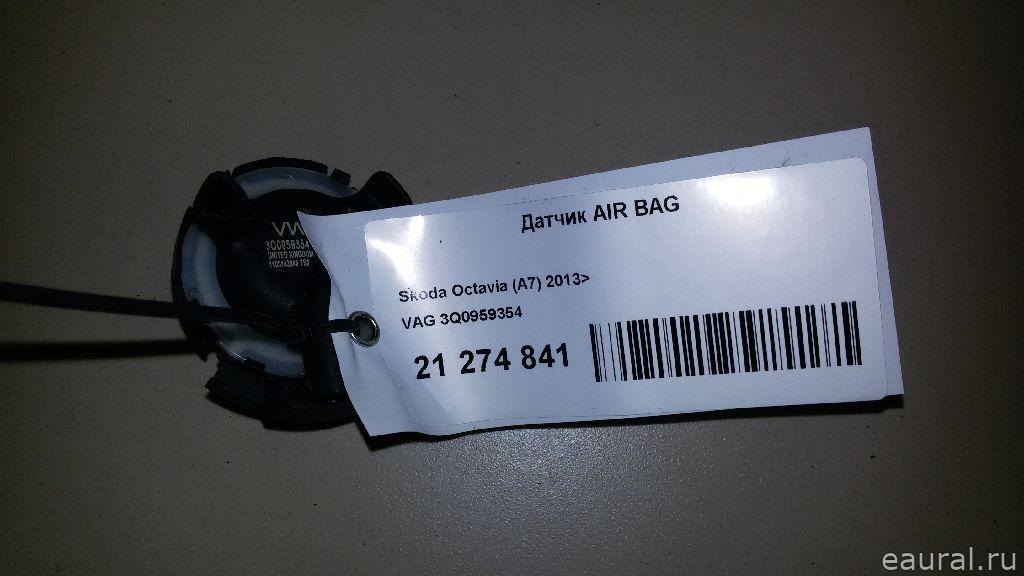 VW
3Q0959354
UNITED KINGDOM
Датчик AIR BAG
Skoda Octavia (A7) 2013>
VAG 3Q0959354
21 274 841
eaural.ru